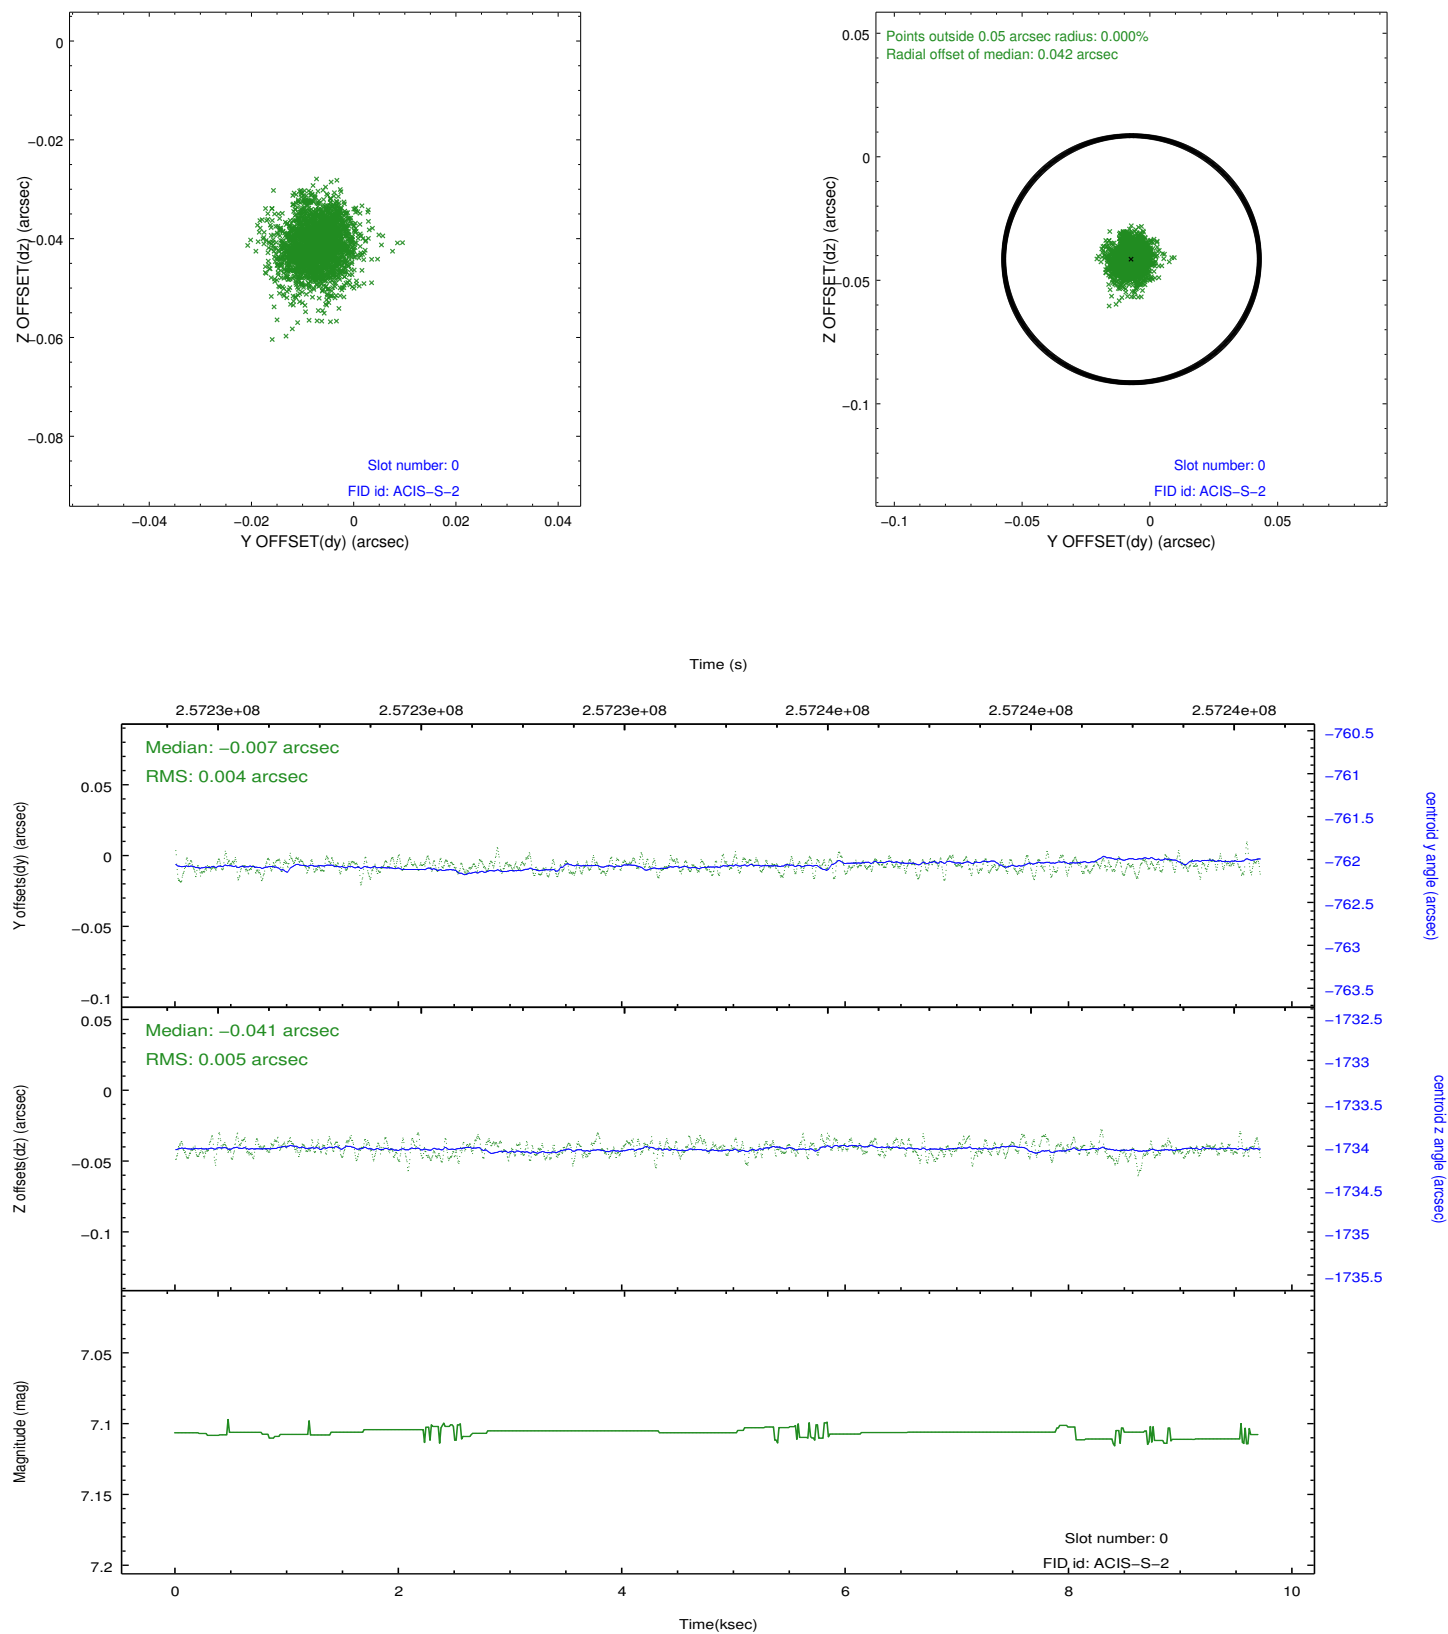 0
−0.02
−0.04
−0.06
−0.08
Z OFFSET(dz) (arcsec)
Slot number: 0
FID id: ACIS−S−2
−0.04
−0.02
0
0.02
0.04
Y OFFSET(dy) (arcsec)
Points outside 0.05 arcsec radius: 0.000%
Radial offset of median: 0.042 arcsec
0.05
0
−0.05
−0.1
Z OFFSET(dz) (arcsec)
Slot number: 0
FID id: ACIS−S−2
−0.1
−0.05
0
0.05
Y OFFSET(dy) (arcsec)
Time (s)
2.5723e+08
2.5723e+08
2.5723e+08
2.5724e+08
2.5724e+08
2.5724e+08
Median: −0.007 arcsec
RMS: 0.004 arcsec
0.05
0
−0.05
−0.1
Y offsets(dy) (arcsec)
−760.5
−761
−761.5
−762
−762.5
−763
−763.5
centroid y angle (arcsec)
Median: −0.041 arcsec
RMS: 0.005 arcsec
0.05
0
−0.05
−0.1
Z offsets(dz) (arcsec)
−1732.5
−1733
−1733.5
−1734
−1734.5
−1735
−1735.5
centroid z angle (arcsec)
7.05
7.1
7.15
7.2
Magnitude (mag)
Slot number: 0
FID id: ACIS−S−2
0
2
4
6
8
10
Time(ksec)